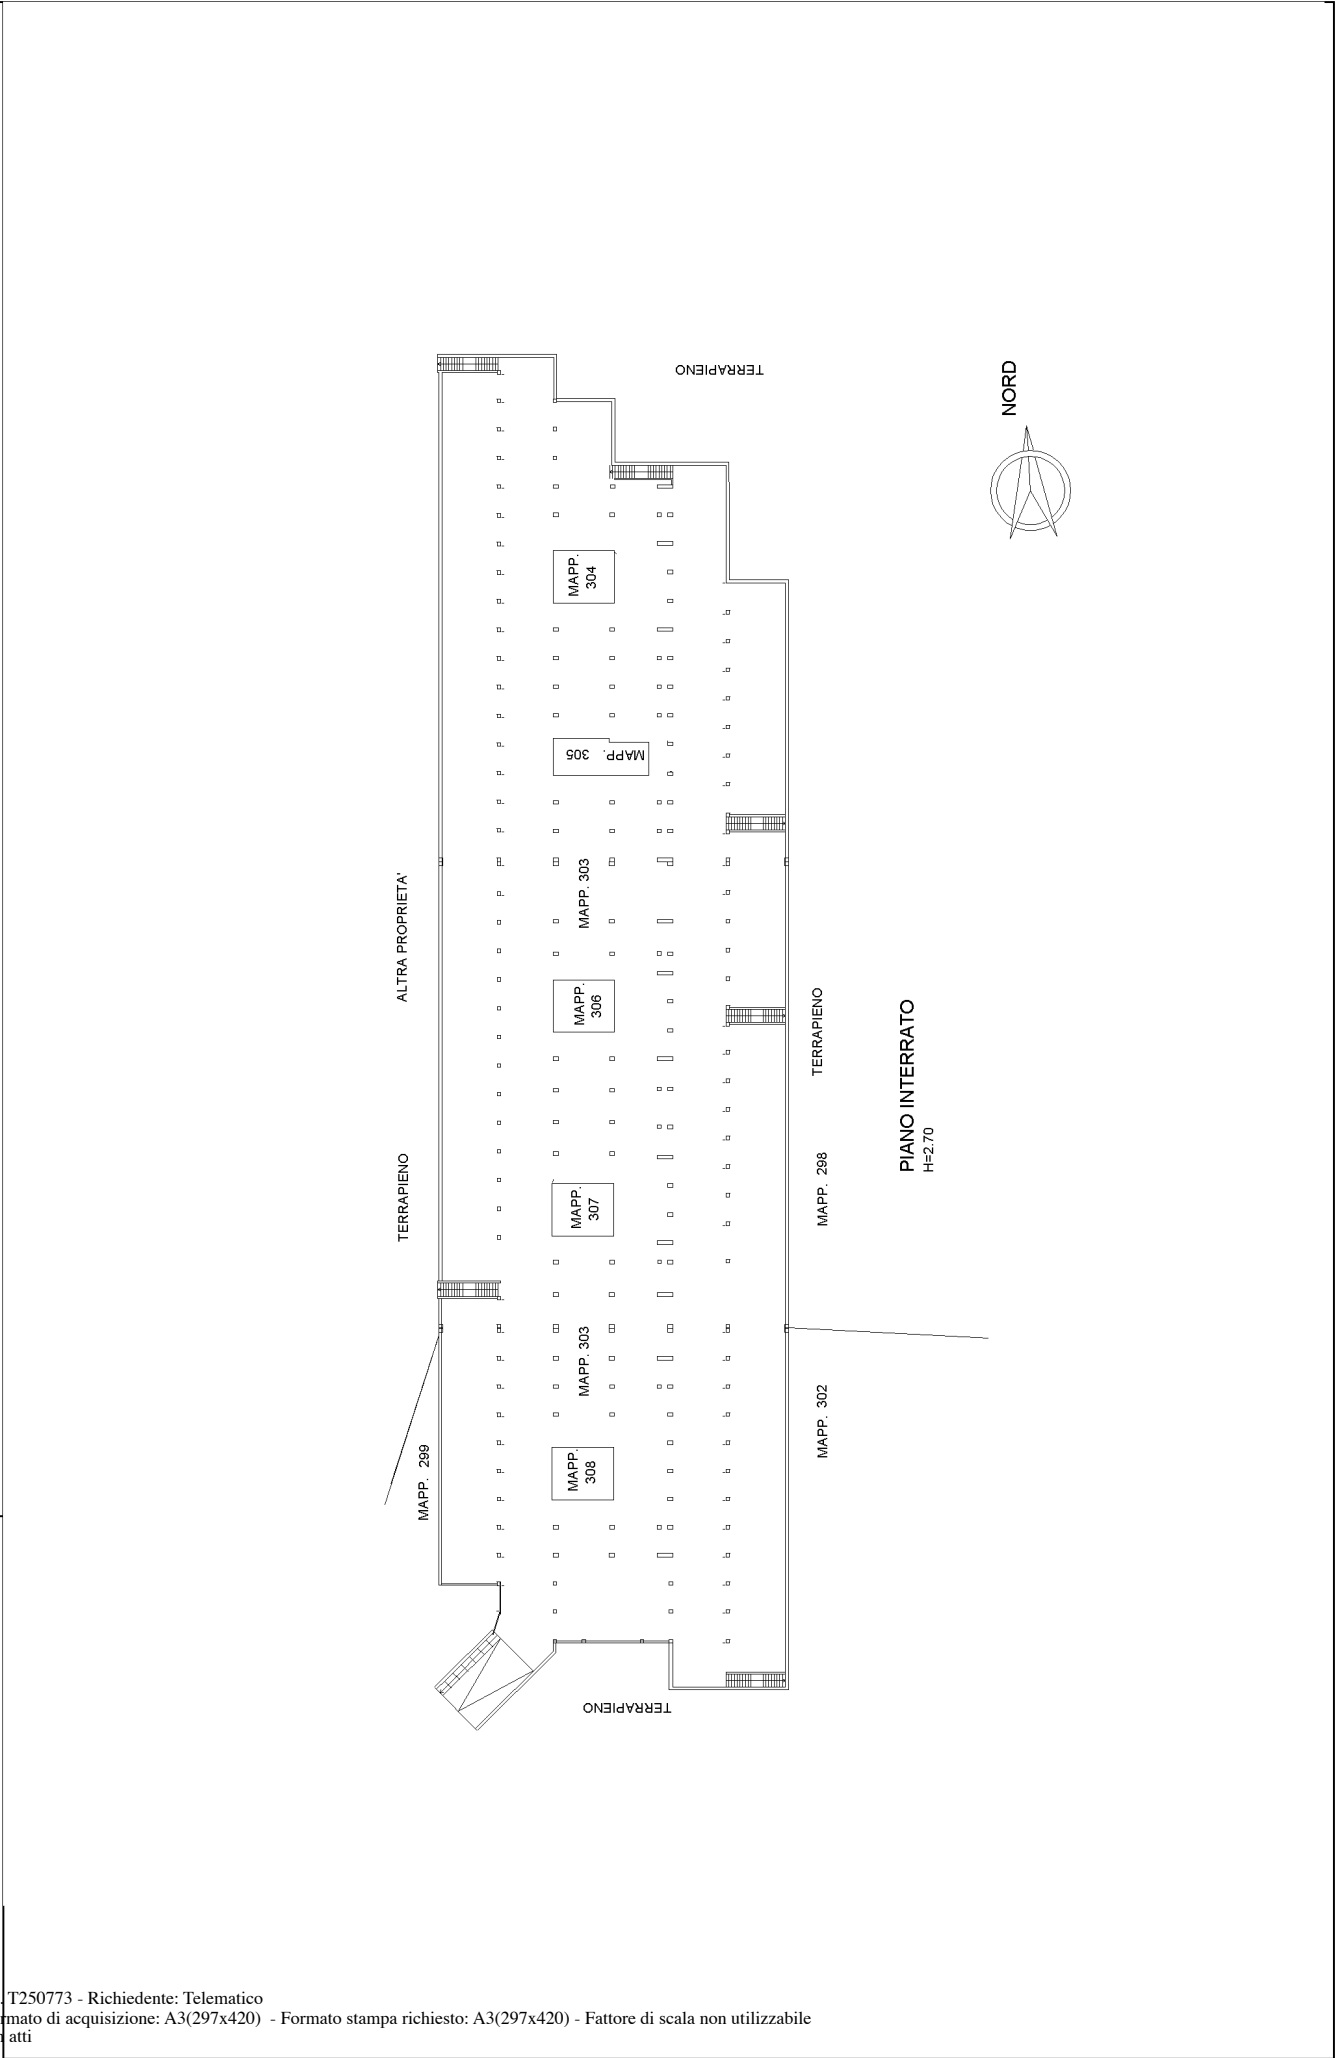 TERRAPIENO
NORD
MAPP.
304
MAPP. 305
MAPP. 303
ALTRA PROPRIETA'
MAPP.
306
TERRAPIENO
PIANO INTERRATO
H=2.70
TERRAPIENO
MAPP. 298
MAPP.
307
MAPP. 303
MAPP. 302
MAPP. 299
MAPP.
308
TERRAPIENO
T250773 - Richiedente: Telematico
rmato di acquisizione: A3(297x420) - Formato stampa richiesto: A3(297x420) - Fattore di scala non utilizzabile
atti